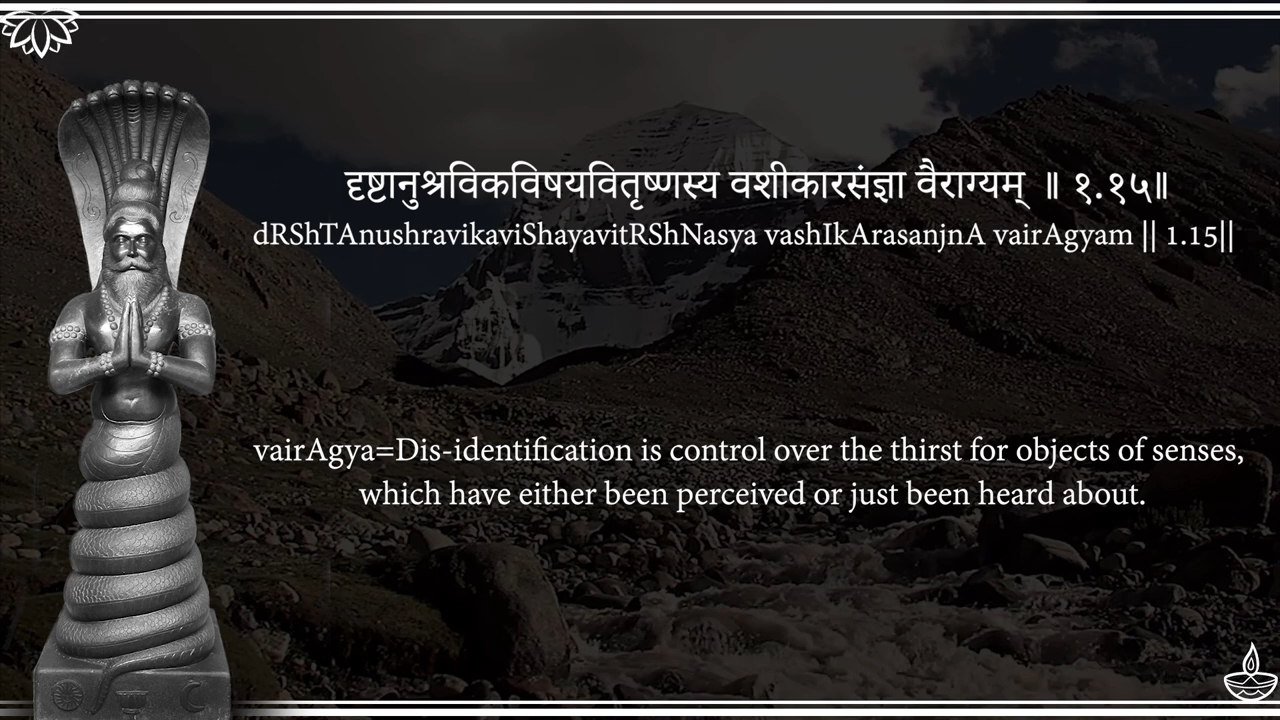 दृष्टानुश्रविकविषयवितृष्णस्य वशीकारसंज्ञा वैराग्यम् ॥ १.१५॥
dRShTAnushravikaviShayavitRShNasya vashIkArasanjnA vairAgyam || 1.15||
vairAgya=Dis-identification is control over the thirst for objects of senses,
which have either been perceived or just been heard about.